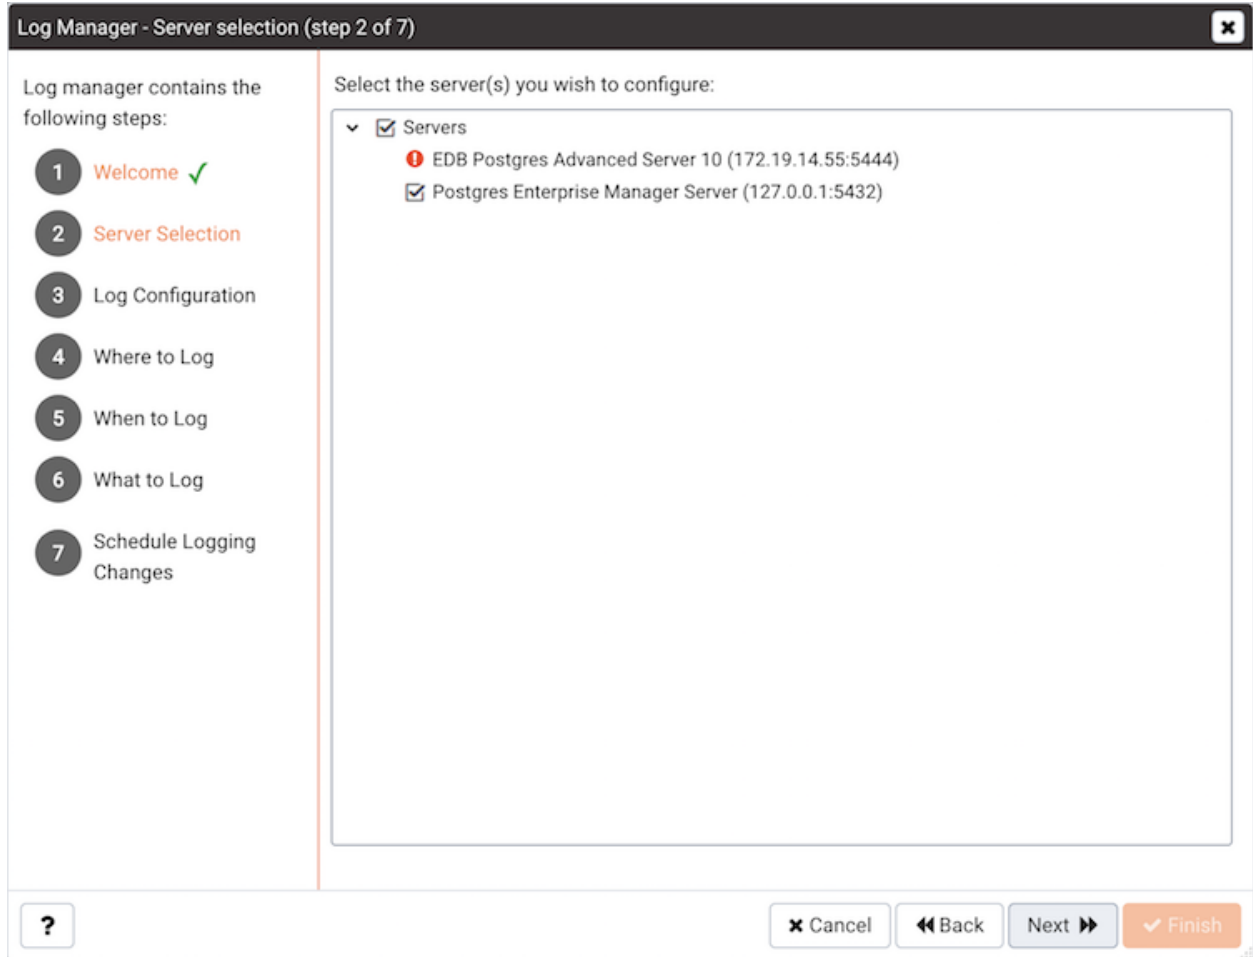 Log Manager - Server selection (step 2 of 7)
Log manager contains the
following steps:
1 Welcome
2 Server Selection
3 Log Configuration
4 Where to Log
5 When to Log
6 What to Log
7 Schedule Logging
Changes
Select the server(s) you wish to configure:
Servers
EDB Postgres Advanced Server 10 (172.19.14.55:5444)
Postgres Enterprise Manager Server (127.0.0.1:5432)
? Cancel Back Next Finish